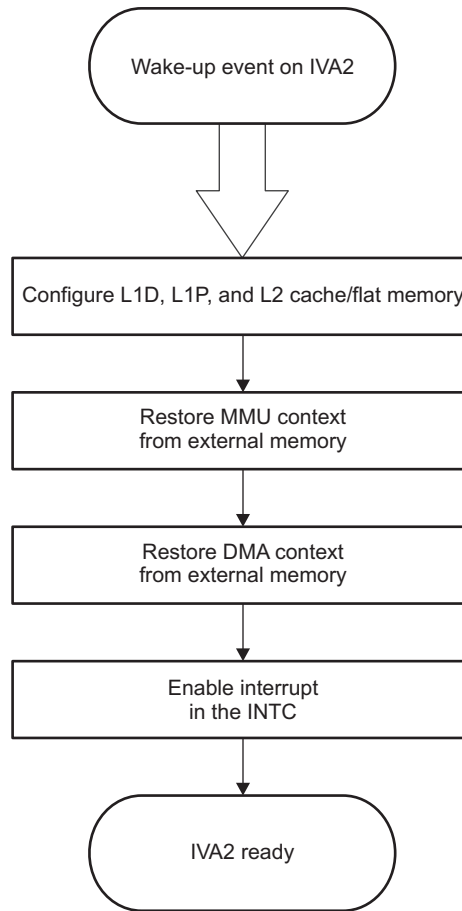 Wake-up event on IVA2
Configure L1D, L1P, and L2 cache/flat memory
Restore MMU context
from external memory
Restore DMA context
from external memory
Enable interrupt
in the INTC
IVA2 ready